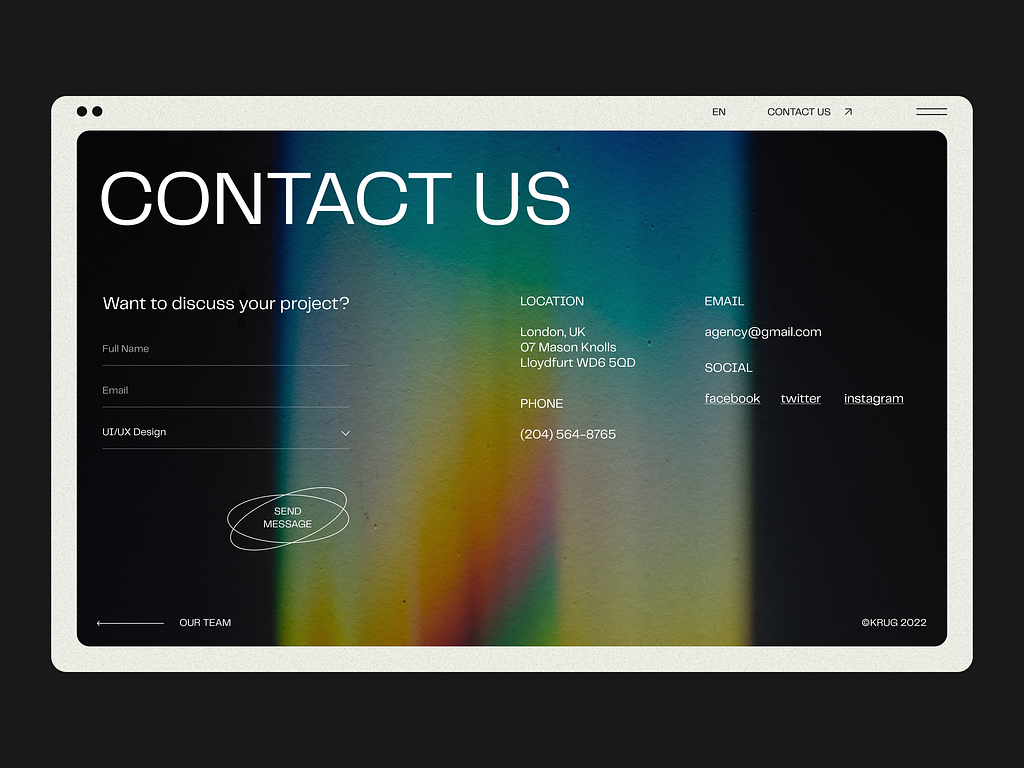 EN
CONTACT US
CONTACT US
Want to discuss your project?
Full Name
Email
UI/UX Design
SEND
MESSAGE
LOCATION
London, UK
07 Mason Knolls
Lloydfurt WD6 5QD
PHONE
(204) 564-8765
EMAIL
agency@gmail.com
SOCIAL
facebook twitter instagram
OUR TEAM
©KRUG 2022